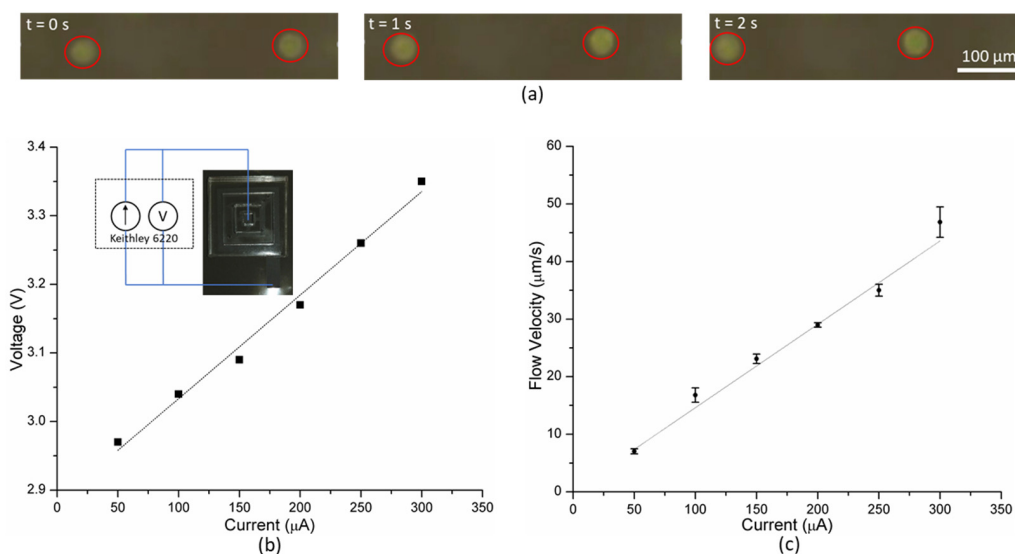 t = 0 s
t = 1 s
t = 2 s
100 μm
(a)
3.4
3.3
3.2
3.1
3.0
2.9
Voltage (V)
V
Keithley 6220
0 50 100 150 200 250 300 350
Current (μA)
(b)
60
50
40
30
20
10
0
Flow Velocity (μm/s)
0 50 100 150 200 250 300 350
Current (μA)
(c)